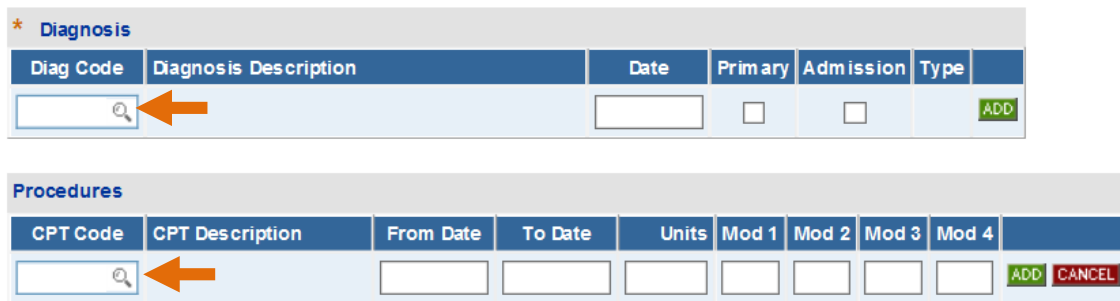 * Diagnosis
Diag Code Diagnosis Description Date Primary Admission Type
ADD
Procedures
CPT Code CPT Description From Date To Date Units Mod 1 Mod 2 Mod 3 Mod 4
ADD CANCEL